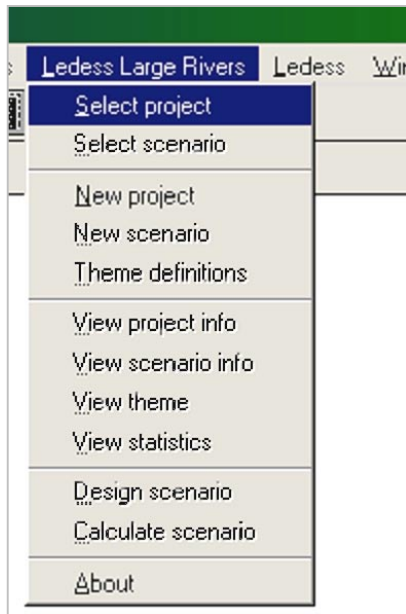 Ledess Large Rivers Ledess
Select project
Select scenario
New project
New scenario
Theme definitions
View project info
View scenario info
View theme
View statistics
Design scenario
Calculate scenario
About